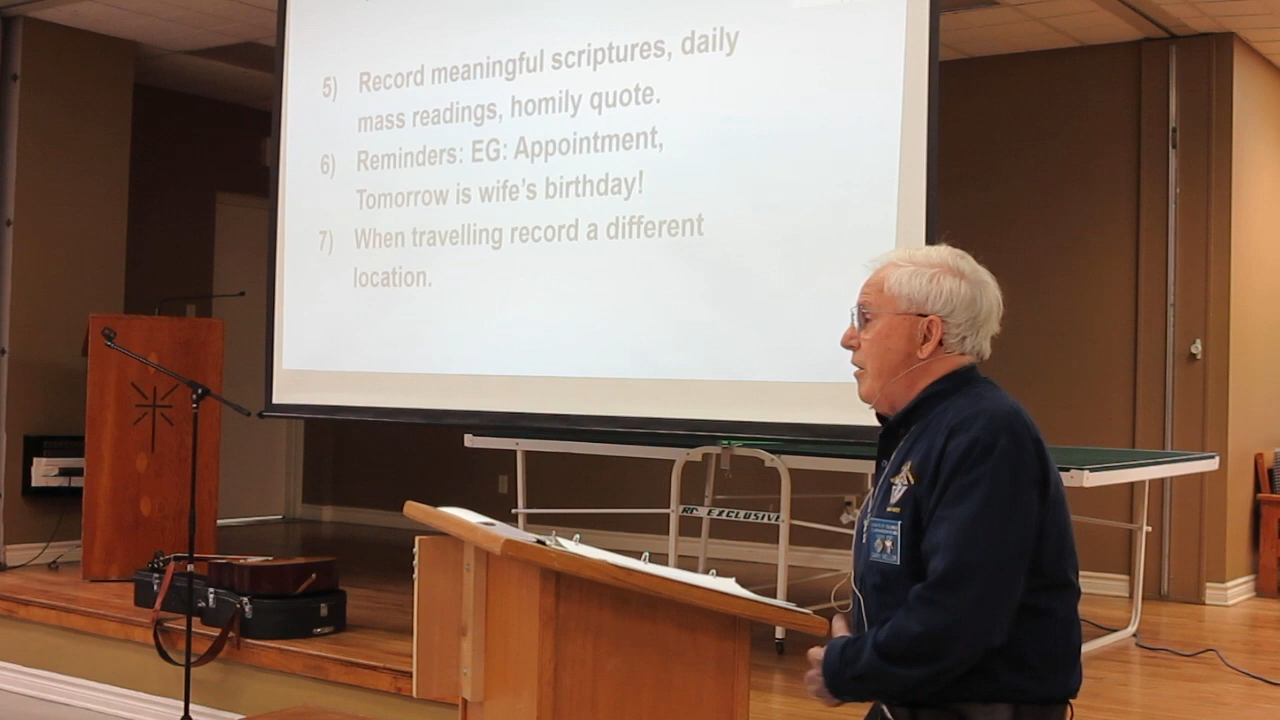 5) Record meaningful scriptures, daily
mass readings, homily quote.
6) Reminders: EG: Appointment,
Tomorrow is wife's birthday!
7) When travelling record a different
location.
EXCLUSIVE